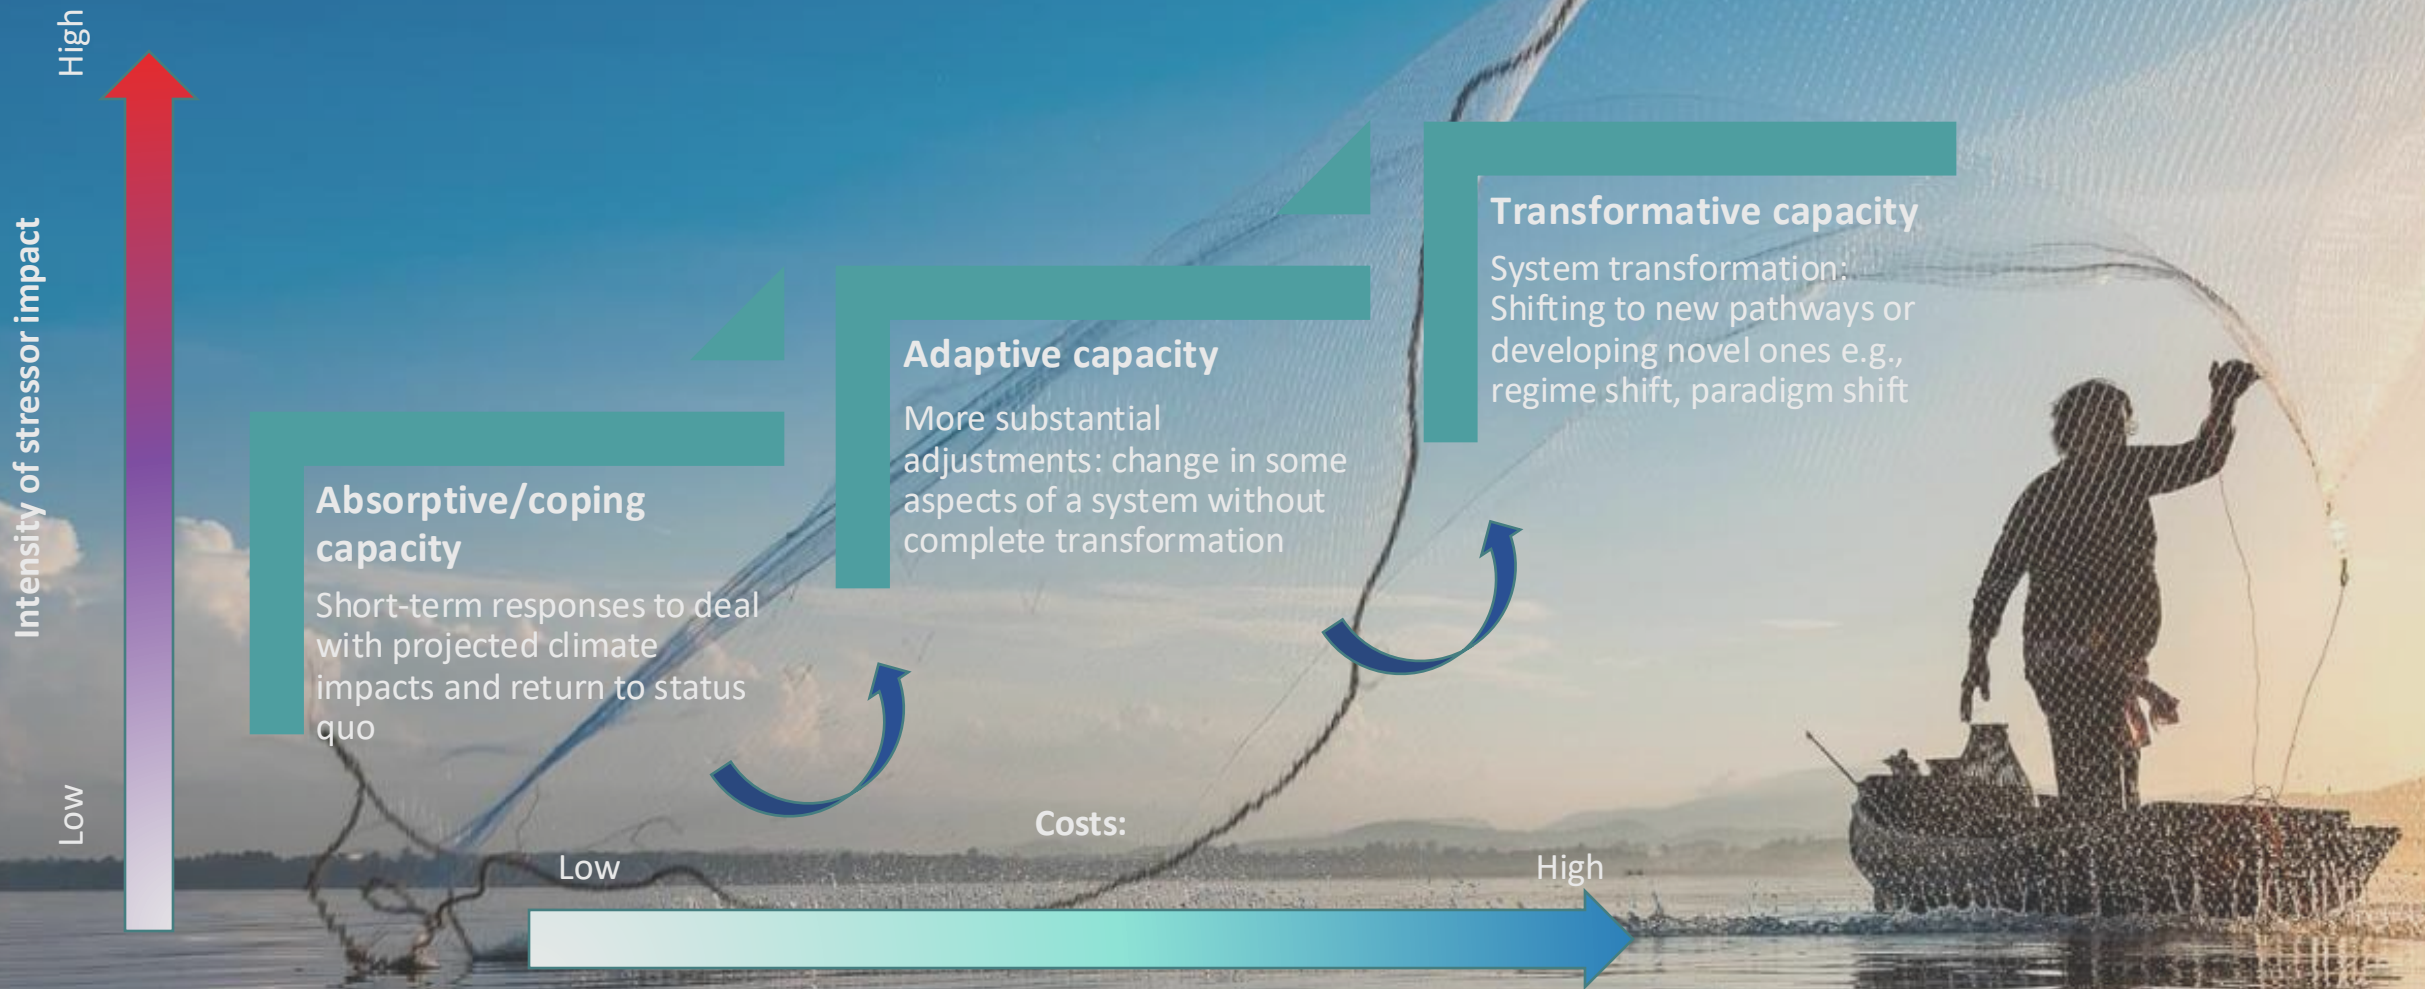 High
Intensity of stressor impact
Low
Absorptive/coping
capacity
Short-term responses to deal
with projected climate
impacts and return to status
quo
Adaptive capacity
More substantial
adjustments: change in some
aspects of a system without
complete transformation
Transformative capacity
System transformation:
Shifting to new pathways or
developing novel ones e.g.,
regime shift, paradigm shift
Costs:
Low
High